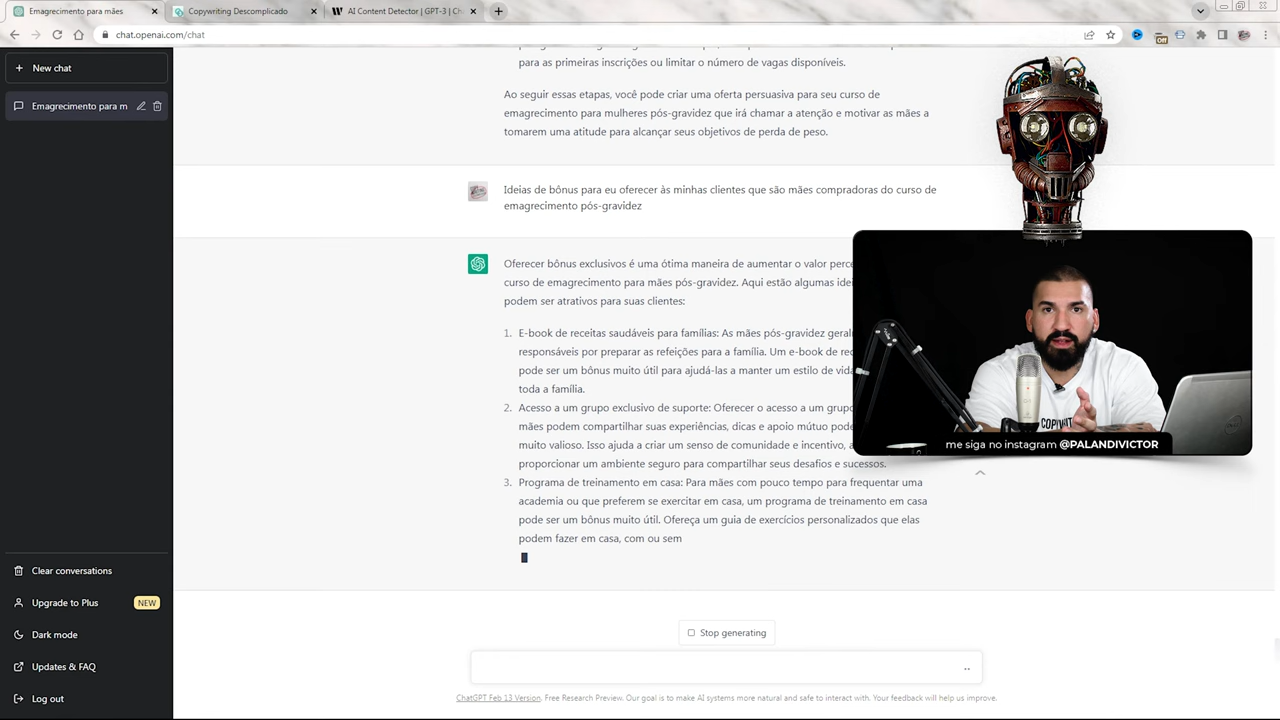 Emagrecimento para mães
Copywriting Descomplicado
AI Content Detector | GPT-3 | Ch
chat.openai.com/chat
Off
New chat
Emagrecimento para m
para as primeiras inscrições ou limitar o número de vagas disponíveis.
Ao seguir essas etapas, você pode criar uma oferta persuasiva para seu curso de
emagrecimento para mulheres pós-gravidez que irá chamar a atenção e motivar as mães a
tomarem uma atitude para alcançar seus objetivos de perda de peso.
Ideias de bônus para eu oferecer às minhas clientes que são mães compradoras do curso de
emagrecimento pós-gravidez
Oferecer bônus exclusivos é uma ótima maneira de aumentar o valor perce
curso de emagrecimento para mães pós-gravidez. Aqui estão algumas idei
podem ser atrativos para suas clientes:
1. E-book de receitas saudáveis para famílias: As mães pós-gravidez geral
responsáveis por preparar as refeições para a família. Um e-book de rec
pode ser um bônus muito útil para ajudá-las a manter um estilo de vida
toda a família.
2. Acesso a um grupo exclusivo de suporte: Oferecer o acesso a um grupo
mães podem compartilhar suas experiências, dicas e apoio mútuo pode
muito valioso. Isso ajuda a criar um senso de comunidade e incentivo, a
proporcionar um ambiente seguro para compartilhar seus desafios e sucessos.
3. Programa de treinamento em casa: Para mães com pouco tempo para frequentar uma
academia ou que preferem se exercitar em casa, um programa de treinamento em casa
pode ser um bônus muito útil. Ofereça um guia de exercícios personalizados que elas
podem fazer em casa, com ou sem
me siga no instagram @PALANDIVICTOR
Clear conversations
Upgrade to Plus NEW
Dark mode
Updates & FAQ
Log out
Stop generating
ChatGPT Feb 13 Version. Free Research Preview. Our goal is to make AI systems more natural and safe to interact with. Your feedback will help us improve.